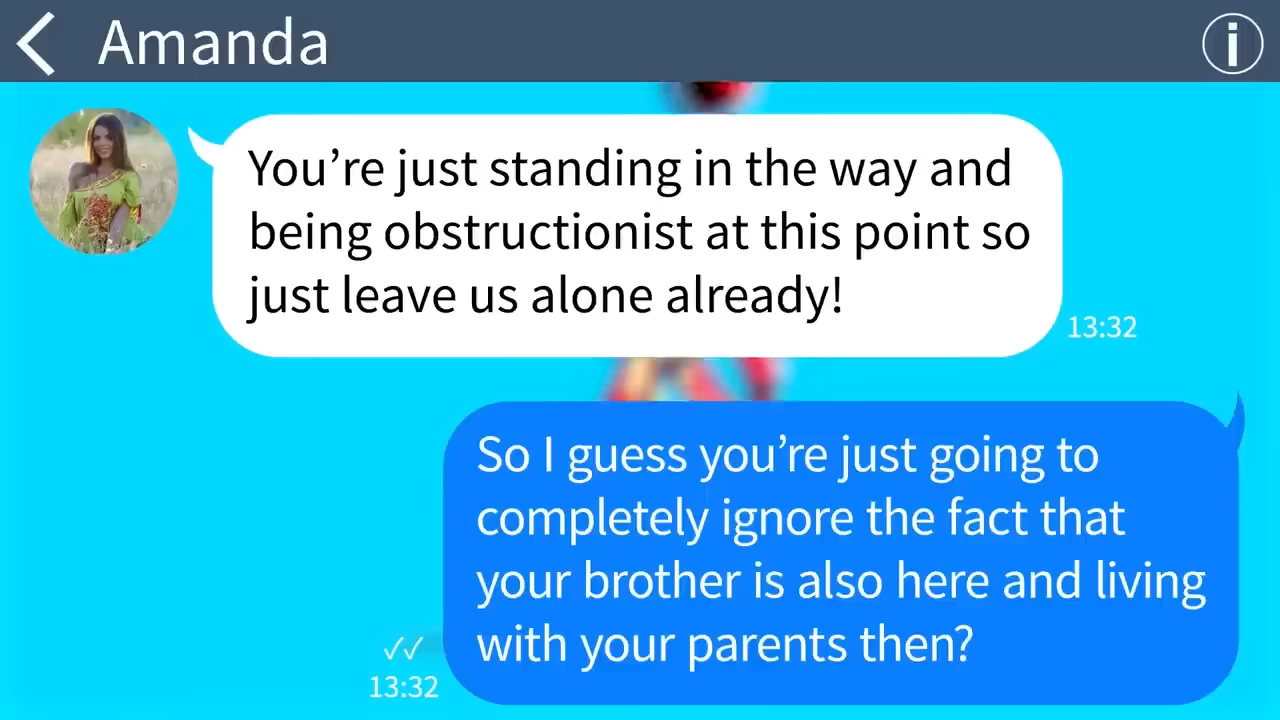 Amanda
You’re just standing in the way and
being obstructionist at this point so
just leave us alone already!
13:32
So I guess you’re just going to
completely ignore the fact that
your brother is also here and living
with your parents then?
13:32